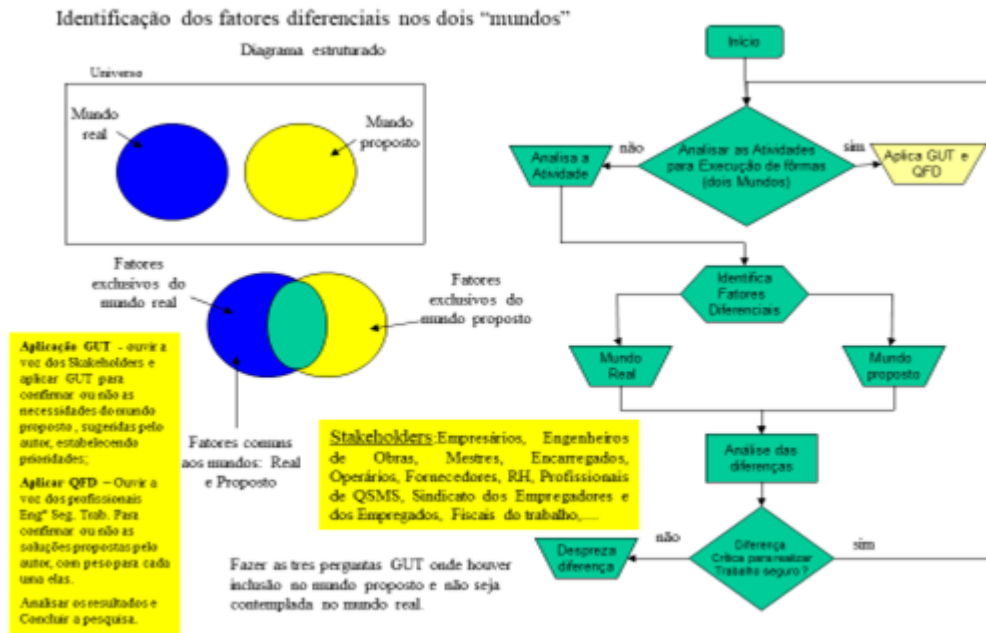 Identificação dos fatores diferenciais nos dois “mundos”
Diagrama estruturado
Universo
Mundo
real
Mundo
proposto
Fatores
exclusivos do
mundo real
Fatores
exclusivos do
mundo proposto
Fatores comuns
aos mundos: Real
e Proposto
Aplicação GUT - ouvir a
voz dos Skakeholders e
aplicar GUT para
confirmar ou não as
necessidades do mundo
proposto , sugeridas pelo
autor, estabelecendo
prioridades;
Aplicar QFD – Ouvir a
voz dos profissionais
Engº Seg. Trab. Para
confirmar ou não as
soluções propostas pelo
autor, com peso para cada
uma elas.
Analisar os resultados e
Concluir a pesquisa.
Stakeholders:Empresários, Engenheiros
de Obras, Mestres, Encarregados,
Operários, Fornecedores, RH, Profissionais
de QSMS, Sindicato dos Empregadores e
dos Empregados, Fiscais do trabalho,....
Fazer as tres perguntas GUT onde houver
inclusão no mundo proposto e não seja
contemplada no mundo real.
Início
Analisar as Atividades
para Execução de fôrmas
(dois Mundos)
não
sim
Analisa a
Atividade
Aplica GUT e
QFD
Identifica
Fatores
Diferenciais
Mundo
Real
Mundo
proposto
Análise das
diferenças
Diferença
Crítica para realizar
Trabalho seguro ?
não
sim
Despreza
diferença